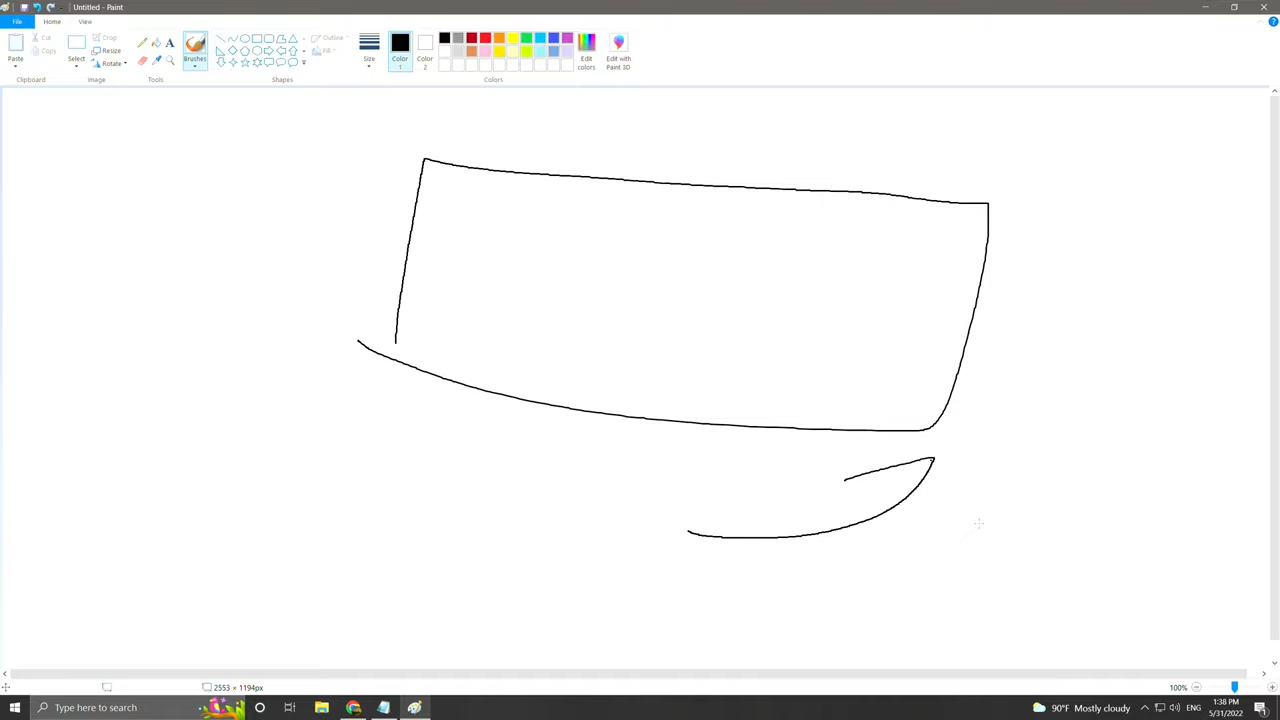 Untitled - Paint
File Home View
Paste
Cut
Copy
Clipboard
Select
Crop
Resize
Rotate
Image
A
Tools
Brushes
Outline
Fill
Shapes
Size
Color 1
Color 2
Edit colors
Edit with Paint 3D
Colors
2553 × 1194px
100%
Type here to search
90°F Mostly cloudy
ENG
1:38 PM
5/31/2022
1